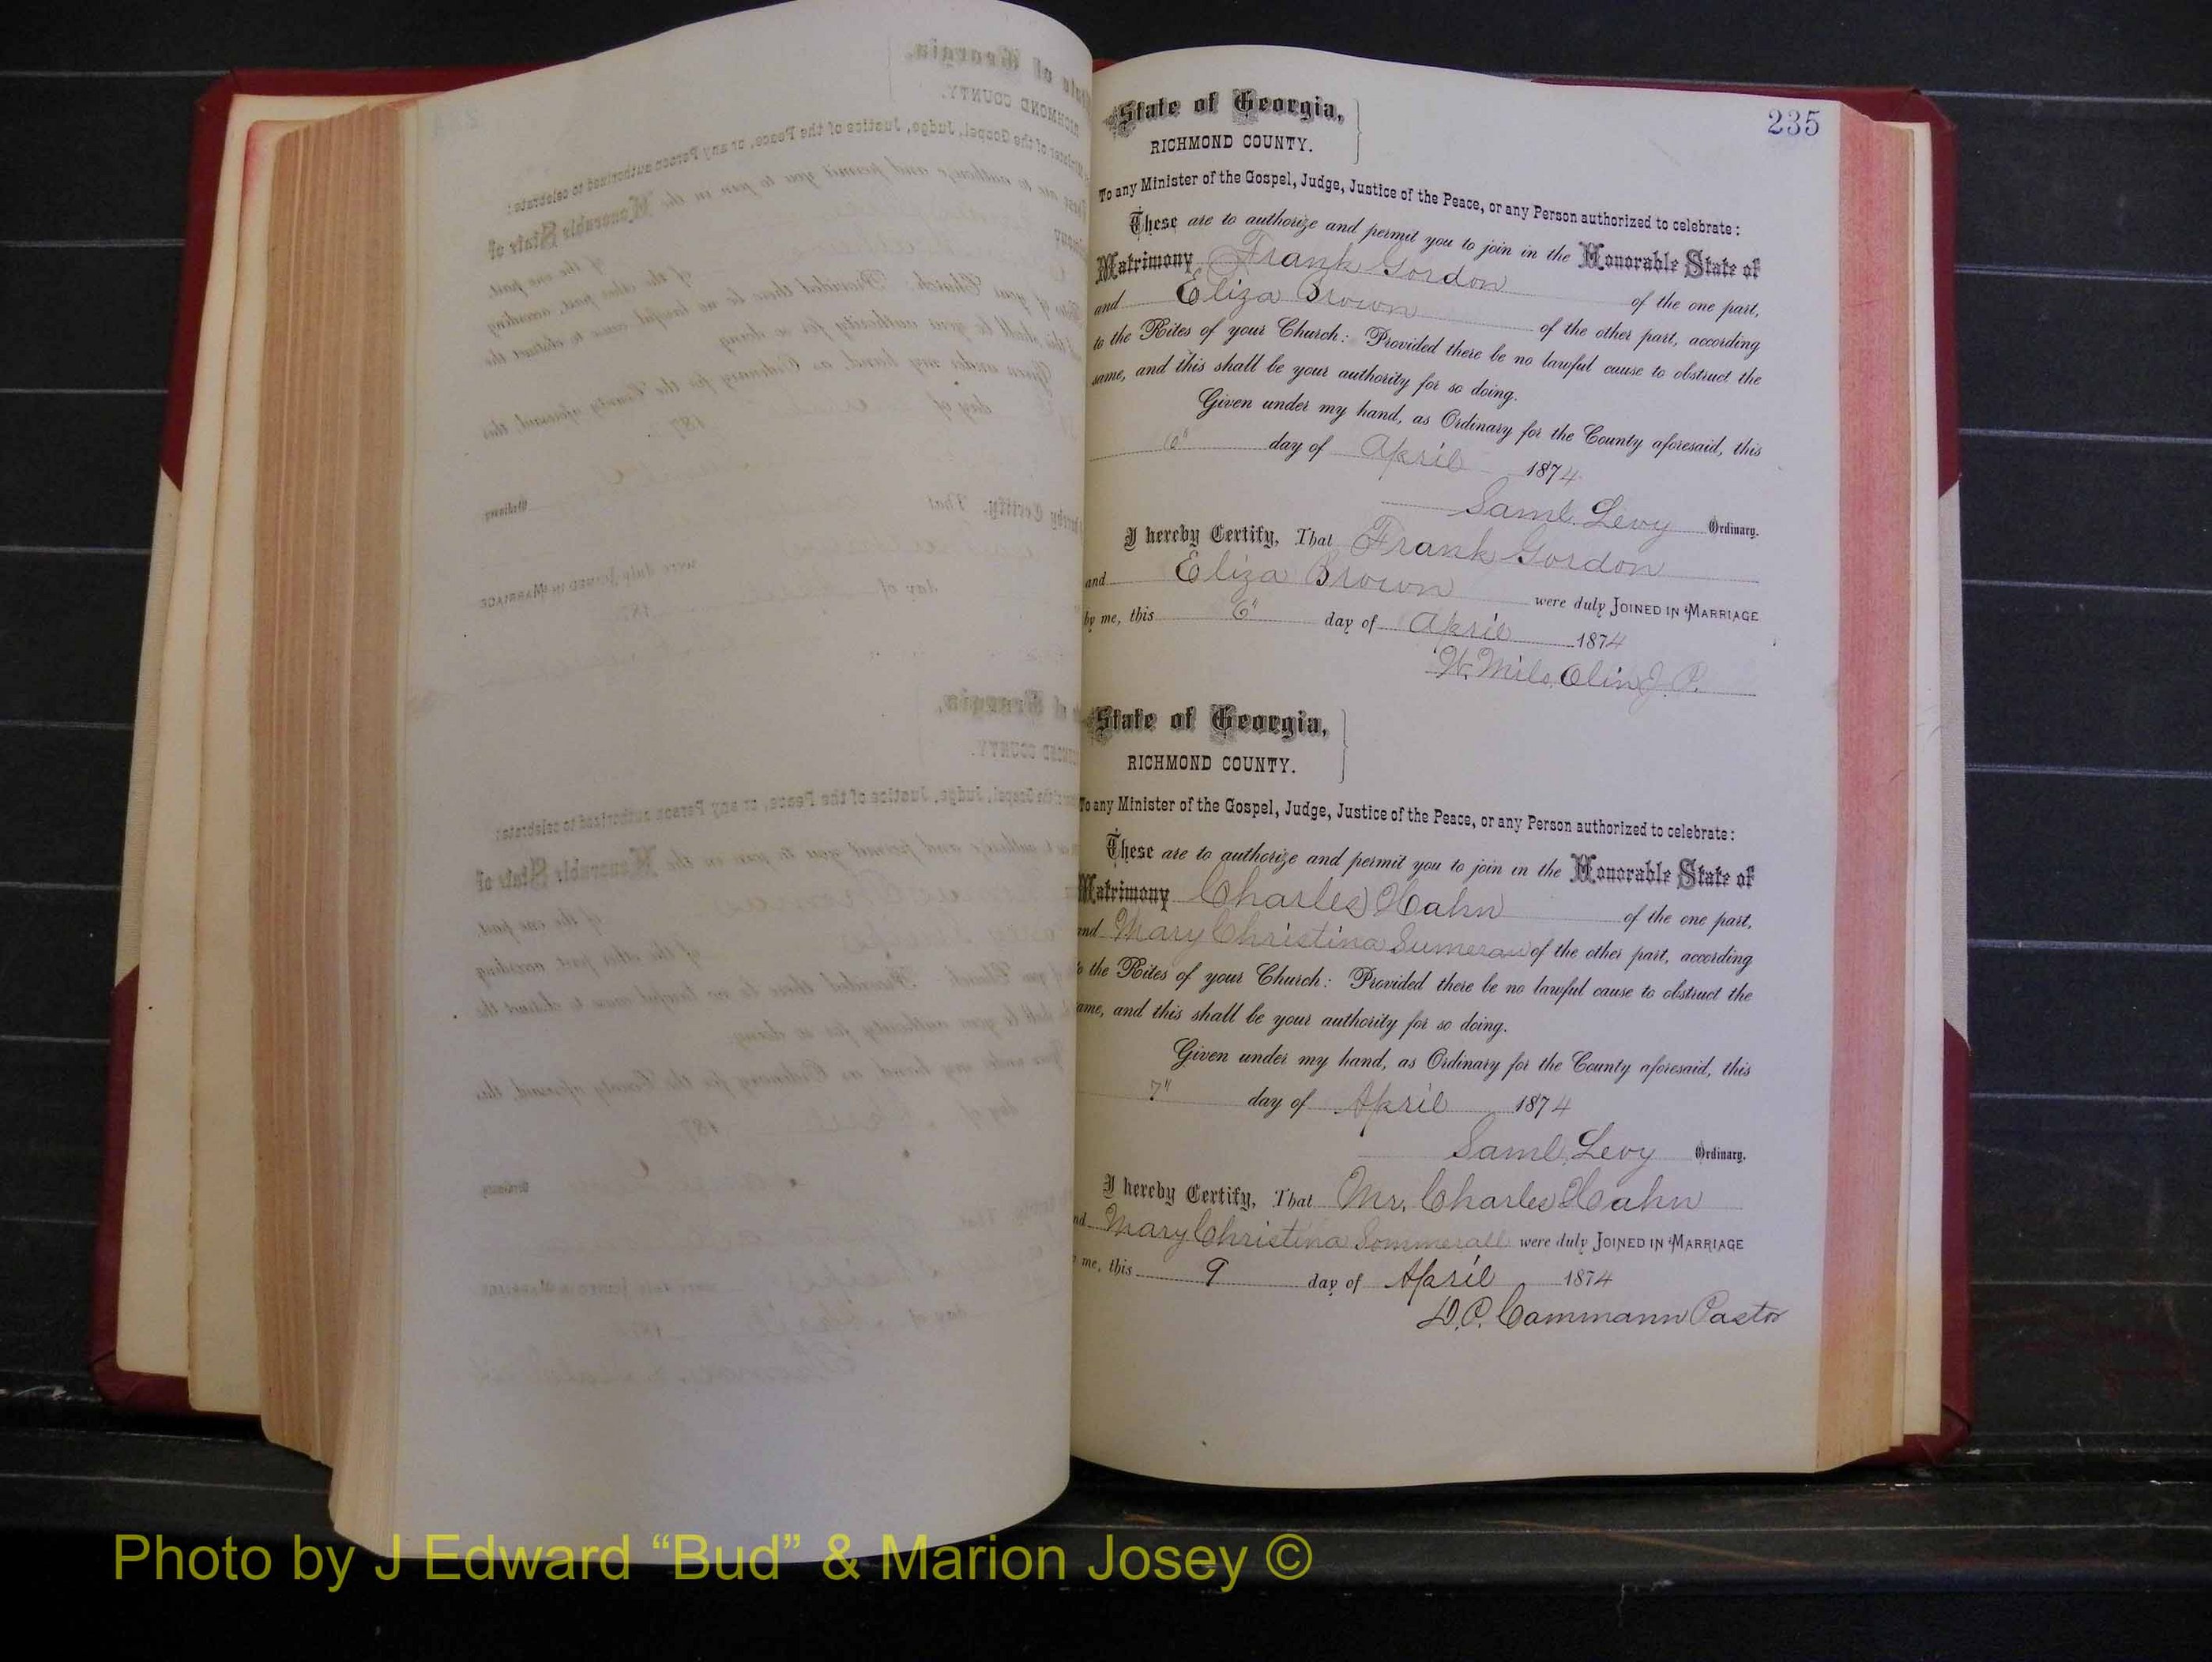 235
State of Georgia,
RICHMOND COUNTY.
To any Minister of the Gospel, Judge, Justice of the Peace, or any Person authorized to celebrate:
These are to authorize and permit you to join in the Honorable State of
Matrimony Frank Gordon of the one part,
and Eliza Brown of the other part, according
to the Rites of your Church: Provided there be no lawful cause to obstruct the
same, and this shall be your authority for so doing.
Given under my hand, as Ordinary for the County aforesaid, this
6" day of April 1874
Saml. Levy Ordinary.
I hereby Certify, That Frank Gordon
and Eliza Brown were duly JOINED IN MARRIAGE
by me, this 6" day of April 1874
W. Mils. Olin J. P.
State of Georgia,
RICHMOND COUNTY.
To any Minister of the Gospel, Judge, Justice of the Peace, or any Person authorized to celebrate:
These are to authorize and permit you to join in the Honorable State of
Matrimony Charles Hahn of the one part,
and Mary Christina Sumerau of the other part, according
to the Rites of your Church: Provided there be no lawful cause to obstruct the
ame, and this shall be your authority for so doing.
Given under my hand, as Ordinary for the County aforesaid, this
7" day of April 1874
Saml. Levy Ordinary.
I hereby Certify, That Mr. Charles Hahn
nd Mary Christina Sommerall were duly JOINED IN MARRIAGE
me, this 9 day of April 1874
D. P. Cammann Pastor
Photo by J Edward “Bud” & Marion Josey ©